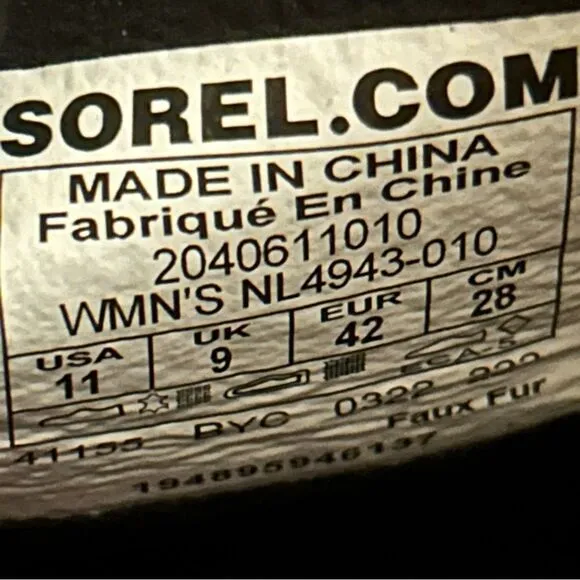 SOREL.COM
MADE IN CHINA
Fabriqué En Chine
2040611010
WMN'S NL4943-010
USA UK EUR CM
11 9 42 28
0322
Faux Fur
194895946137